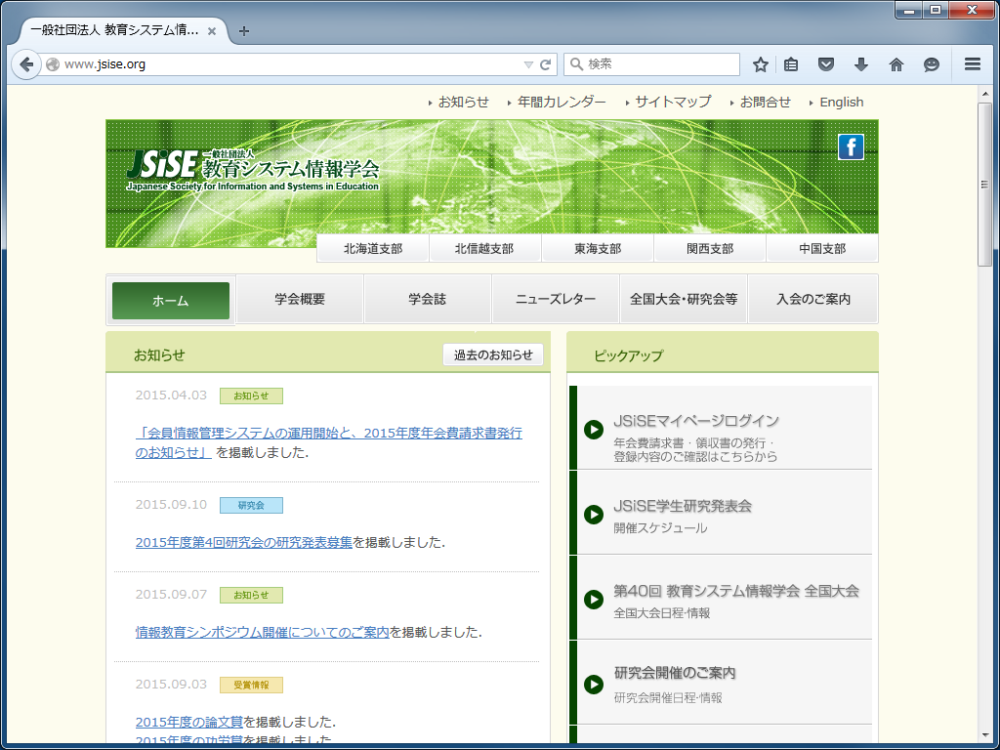 一般社団法人 教育システム情...
www.jsise.org
検索
お知らせ
年間カレンダー
サイトマップ
お問合せ
English
JSiSE 一般社団法人 教育システム情報学会
Japanese Society for Information and Systems in Education
f
北海道支部
北信越支部
東海支部
関西支部
中国支部
ホーム
学会概要
学会誌
ニューズレター
全国大会・研究会等
入会のご案内
お知らせ
過去のお知らせ
2015.04.03 お知らせ
「会員情報管理システムの運用開始と、2015年度年会費請求書発行
のお知らせ」 を掲載しました.
2015.09.10 研究会
2015年度第4回研究会の研究発表募集を掲載しました.
2015.09.07 お知らせ
情報教育シンポジウム開催についてのご案内を掲載しました.
2015.09.03 受賞情報
2015年度の論文賞を掲載しました.
2015年度の功労賞を掲載しました.
ピックアップ
JSiSEマイページログイン
年会費請求書・領収書の発行・
登録内容のご確認はこちらから
JSiSE学生研究発表会
開催スケジュール
第40回 教育システム情報学会 全国大会
全国大会日程・情報
研究会開催のご案内
研究会開催日程・情報